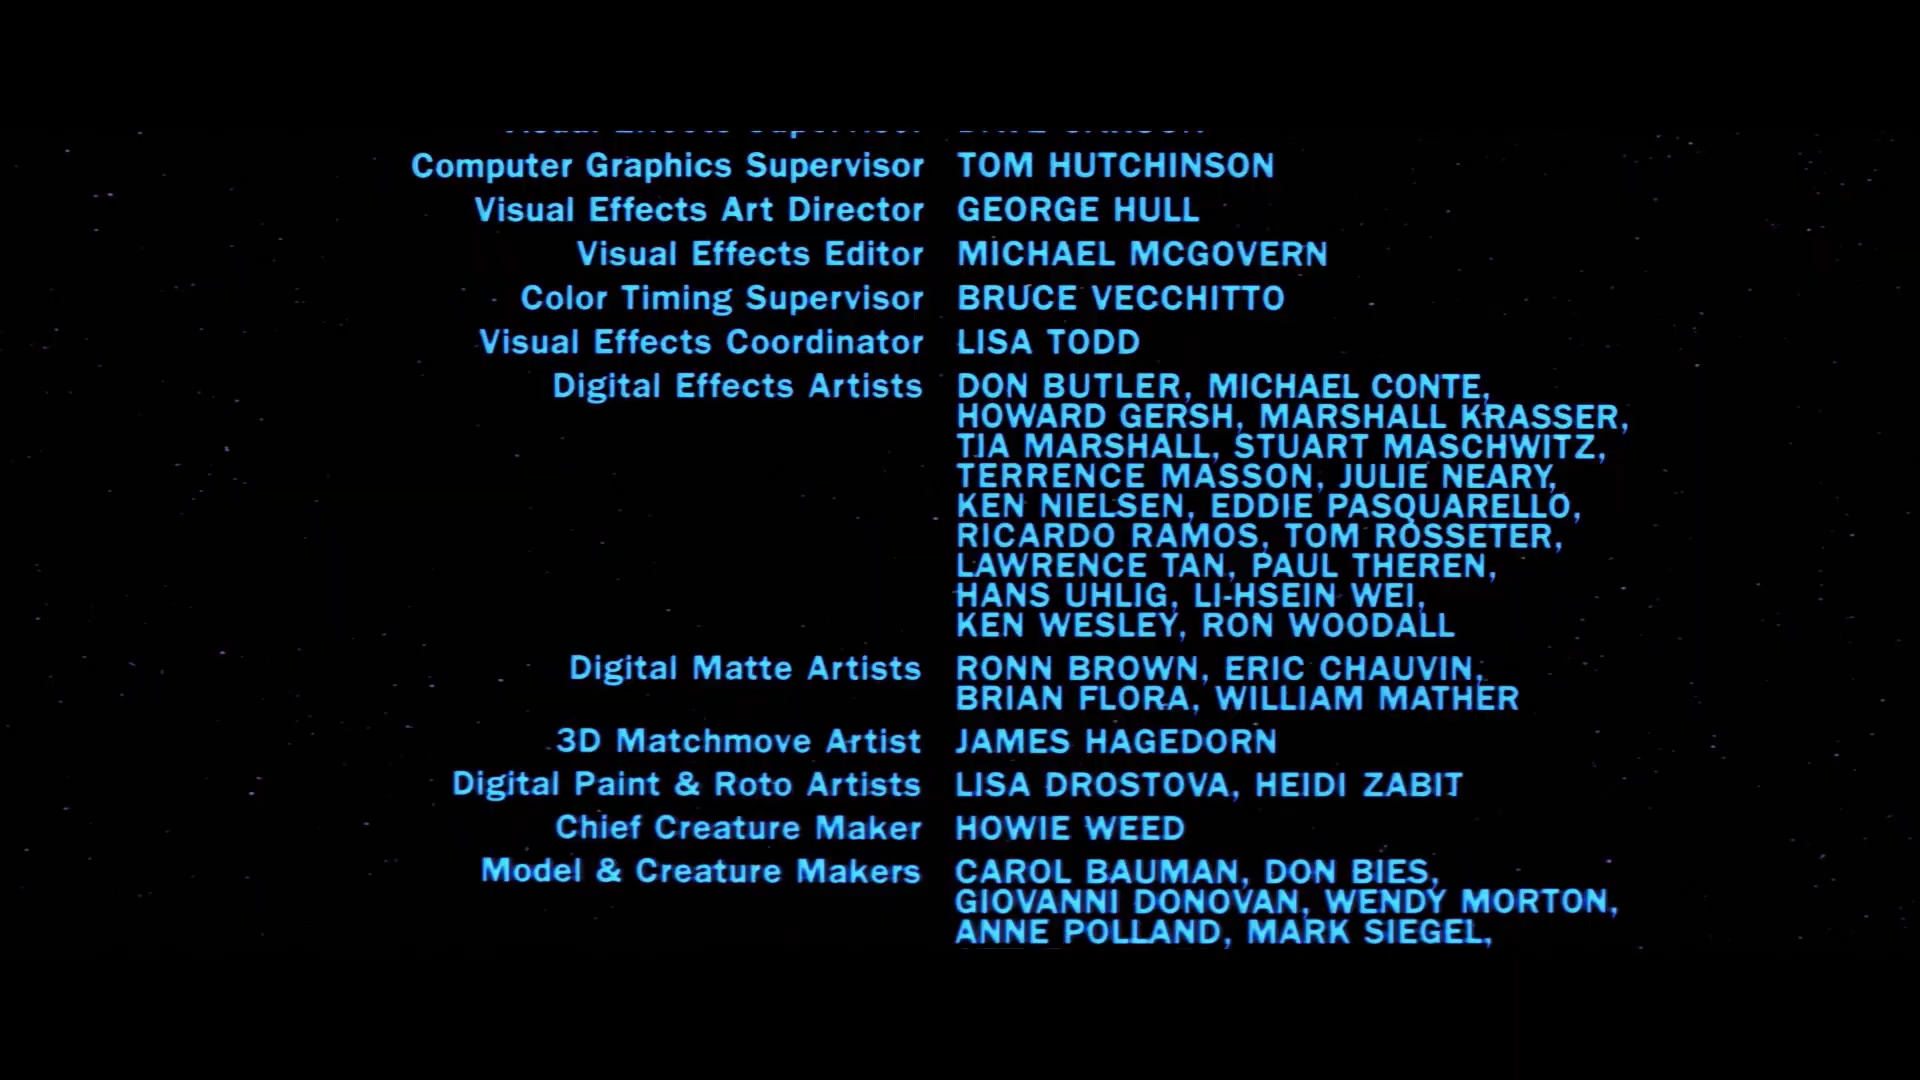 Computer Graphics Supervisor TOM HUTCHINSON
Visual Effects Art Director GEORGE HULL
Visual Effects Editor MICHAEL MCGOVERN
Color Timing Supervisor BRUCE VECCHITTO
Visual Effects Coordinator LISA TODD
Digital Effects Artists DON BUTLER, MICHAEL CONTE,
HOWARD GERSH, MARSHALL KRASSER,
TIA MARSHALL, STUART MASCHWITZ,
TERRENCE MASSON, JULIE NEARY,
KEN NIELSEN, EDDIE PASQUARELLO,
RICARDO RAMOS, TOM ROSSETER,
LAWRENCE TAN, PAUL THEREN,
HANS UHLIG, LI-HSEIN WEI,
KEN WESLEY, RON WOODALL
Digital Matte Artists RONN BROWN, ERIC CHAUVIN,
BRIAN FLORA, WILLIAM MATHER
3D Matchmove Artist JAMES HAGEDORN
Digital Paint & Roto Artists LISA DROSTOVA, HEIDI ZABIT
Chief Creature Maker HOWIE WEED
Model & Creature Makers CAROL BAUMAN, DON BIES,
GIOVANNI DONOVAN, WENDY MORTON,
ANNE POLLAND, MARK SIEGEL,